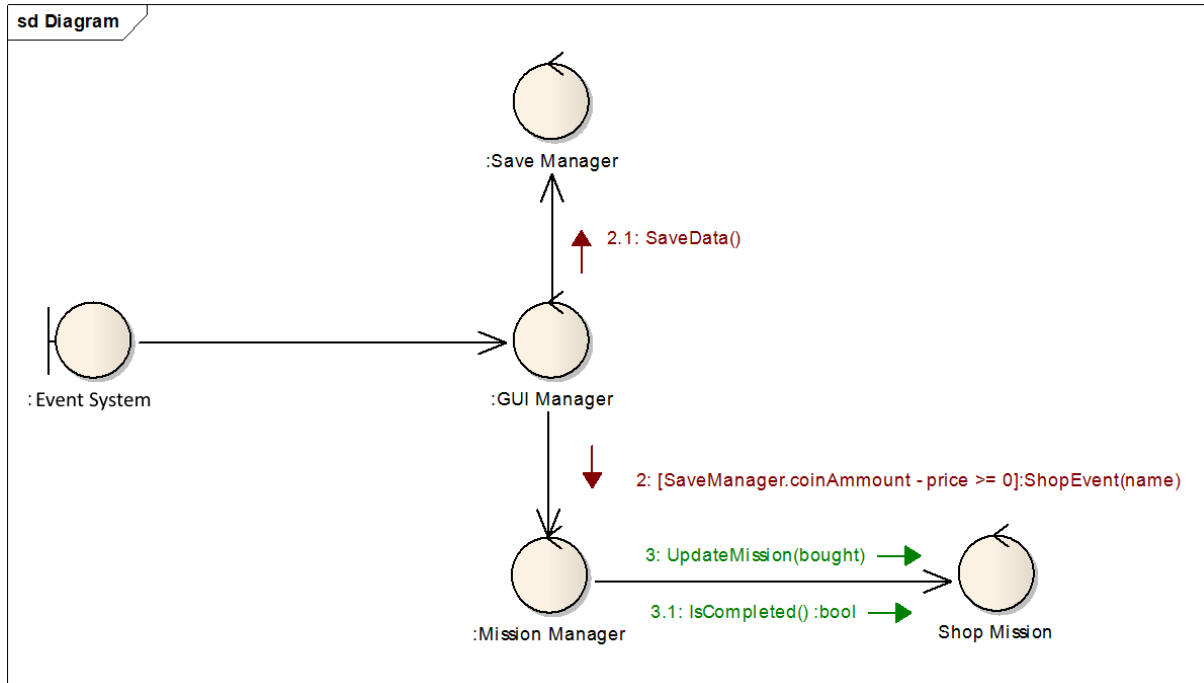 sd Diagram
:Save Manager
2.1: SaveData()
: Event System
:GUI Manager
2: [SaveManager.coinAmmount - price >= 0]:ShopEvent(name)
3: UpdateMission(bought)
3.1: IsCompleted() :bool
:Mission Manager
Shop Mission